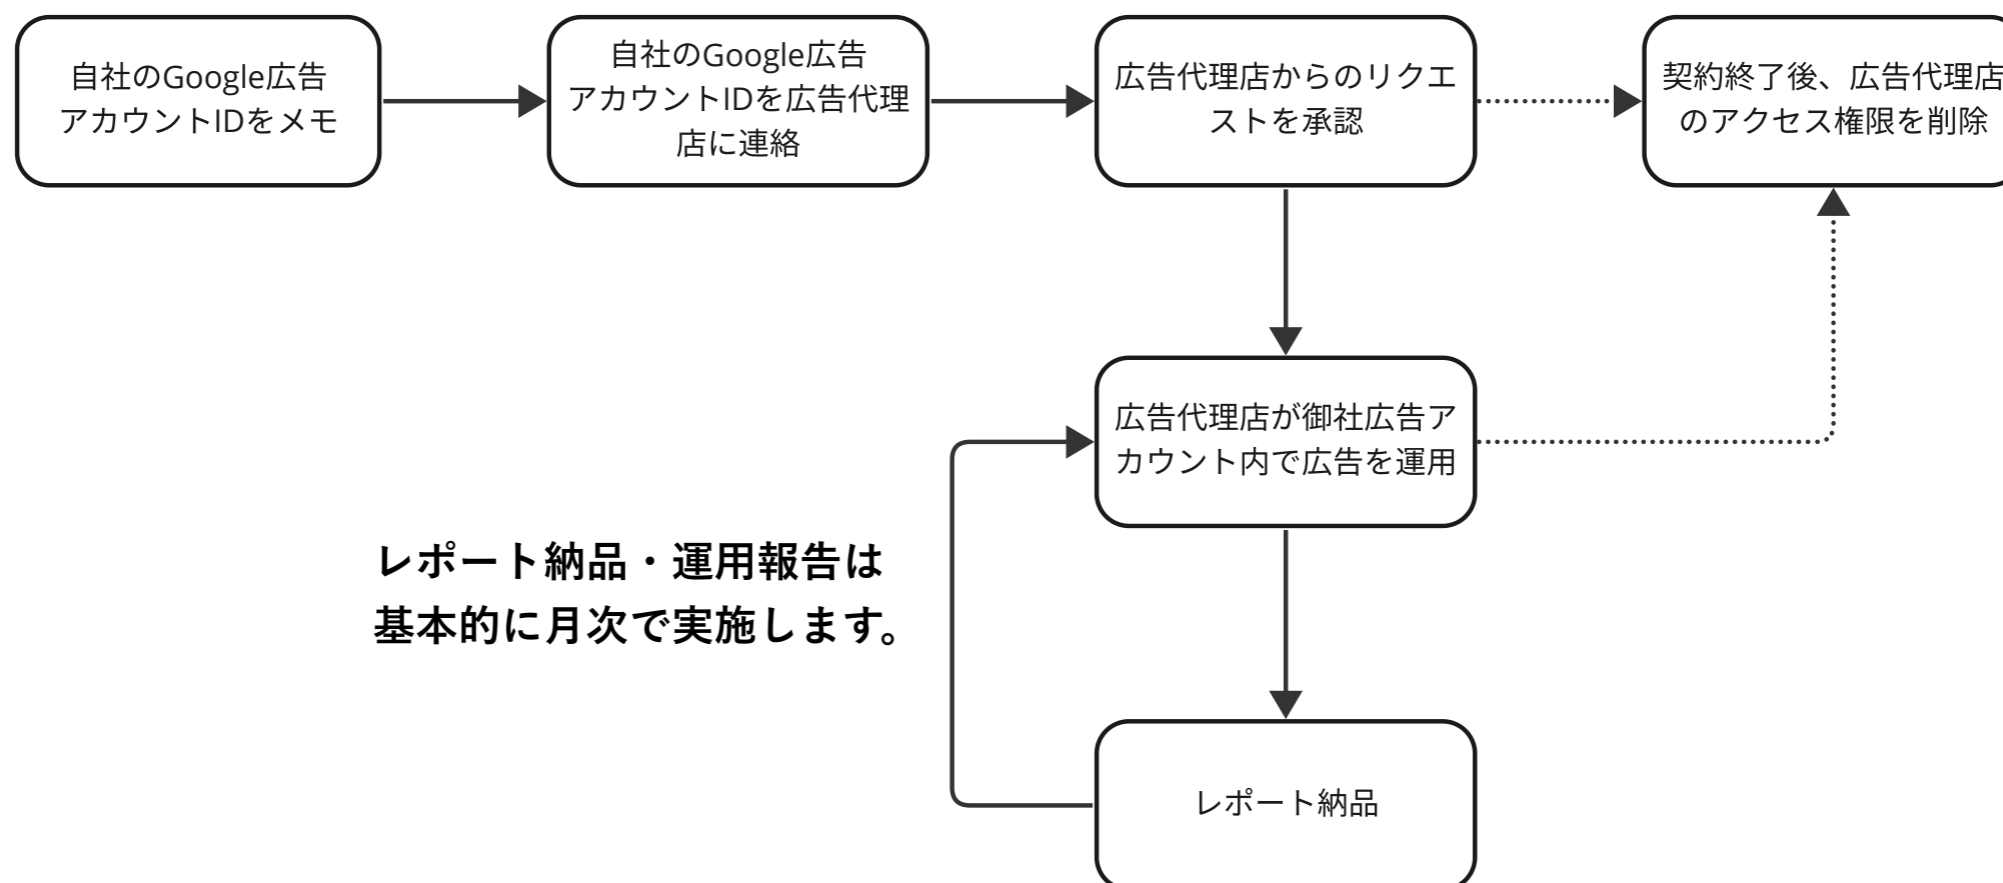 自社のGoogle広告
アカウントIDをメモ
自社のGoogle広告
アカウントIDを広告代理
店に連絡
広告代理店からのリクエ
ストを承認
契約終了後、広告代理店
のアクセス権限を削除
広告代理店が御社広告ア
カウント内で広告を運用
レポート納品・運用報告は
基本的に月次で実施します。
レポート納品